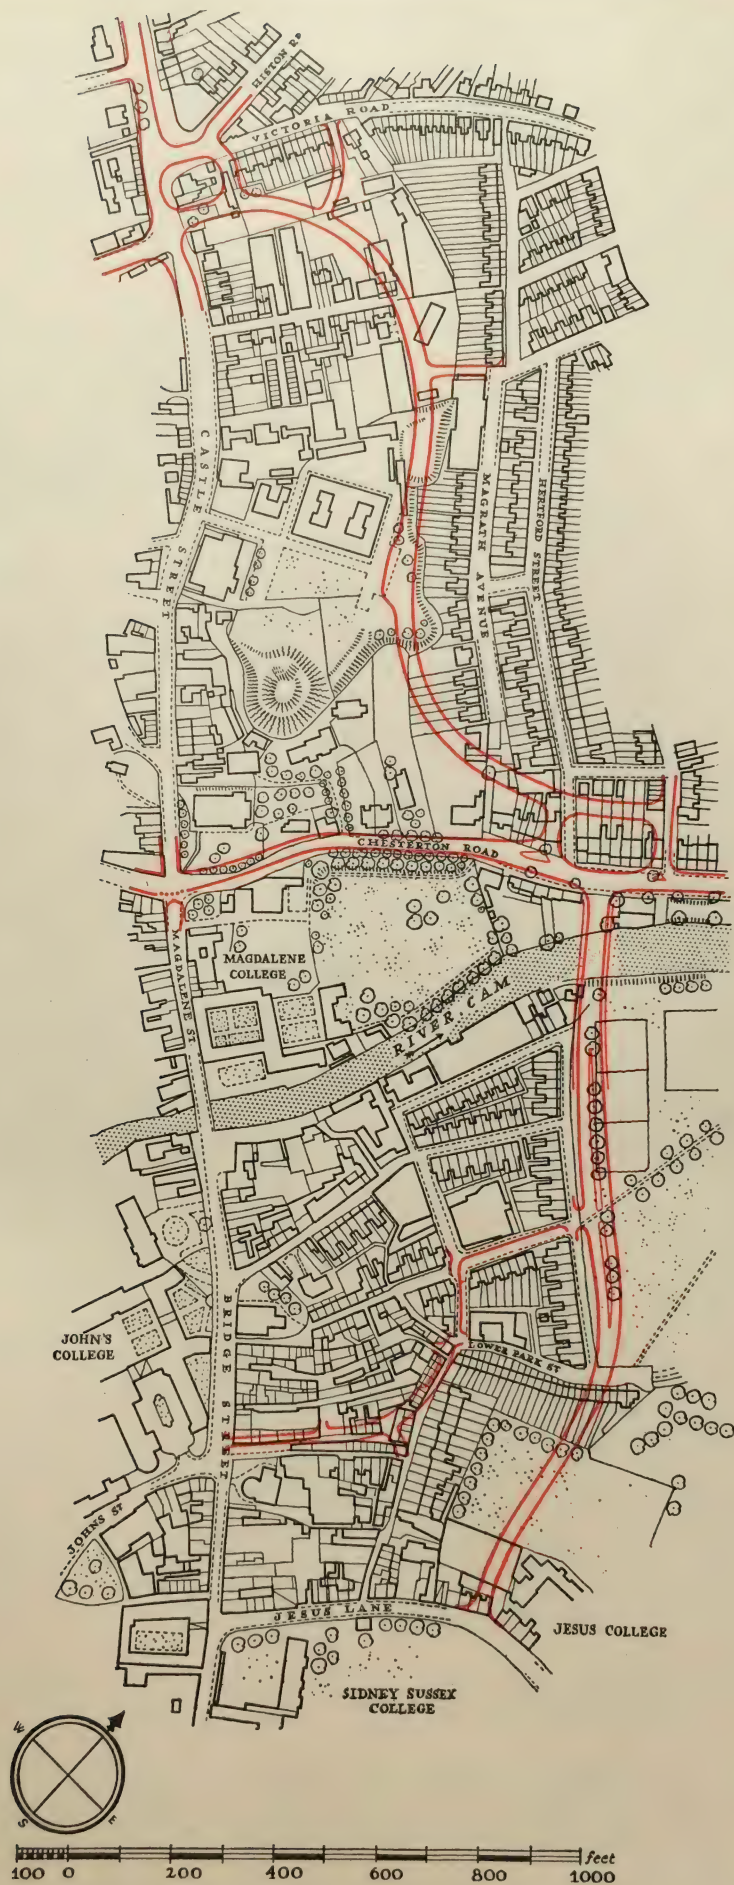 HISTON RD
VICTORIA ROAD
CASTLE STREET
MAGRATH AVENUE
HERTFORD STREET
CHESTERTON ROAD
MAGDALENE ST.
MAGDALENE
COLLEGE
RIVER CAM
JOHN'S
COLLEGE
BRIDGE STREET
LOWER PARK ST
JOHNS ST
JESUS LANE
JESUS COLLEGE
SIDNEY SUSSEX
COLLEGE
W
S
E
feet
100 0 200 400 600 800 1000